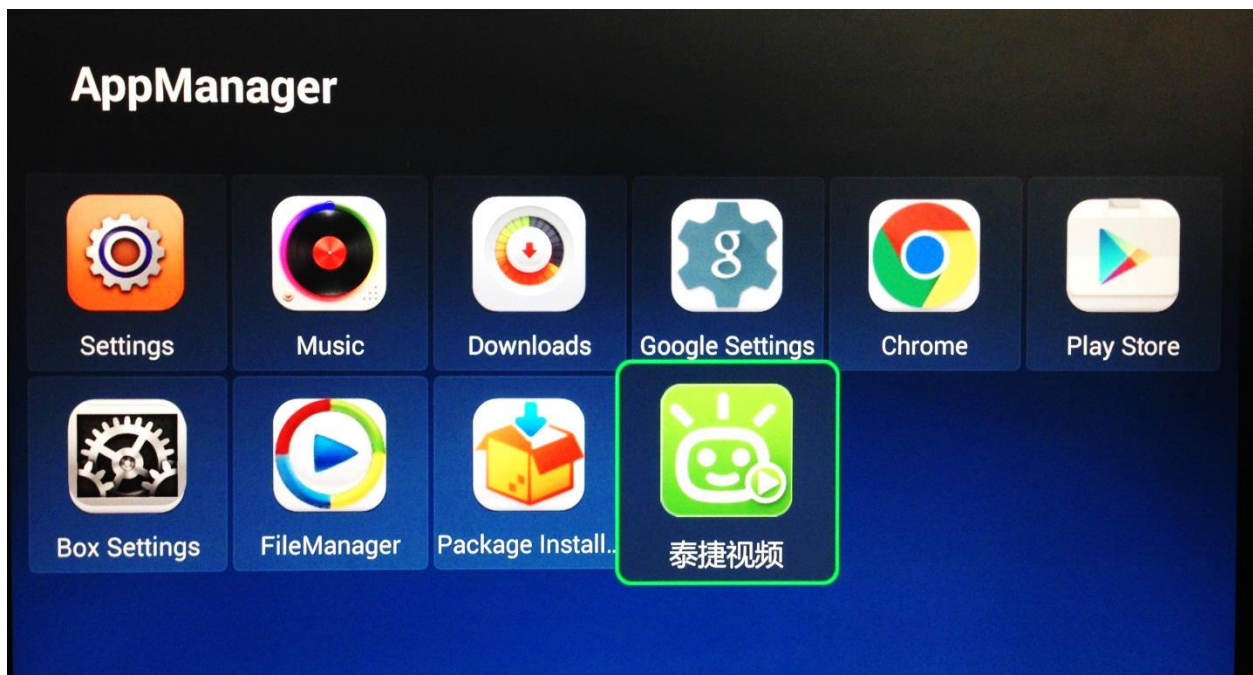 AppManager
Settings
Music
Downloads
g
Google Settings
Chrome
Play Store
Box Settings
FileManager
Package Install..
泰捷视频